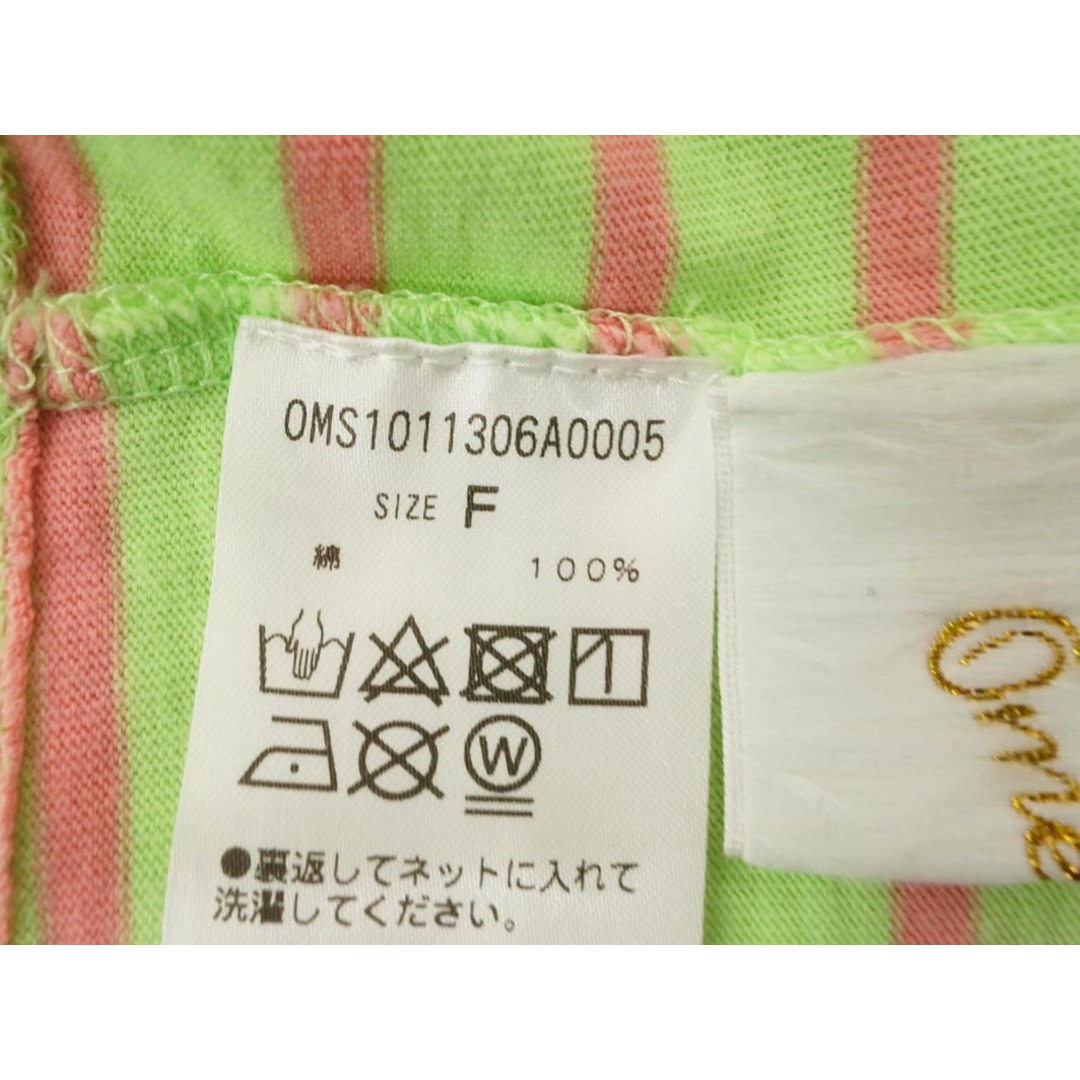 OMS1011306A0005
SIZE F
綿 100%
W
●裏返してネットに入れて
洗濯してください。
Ome